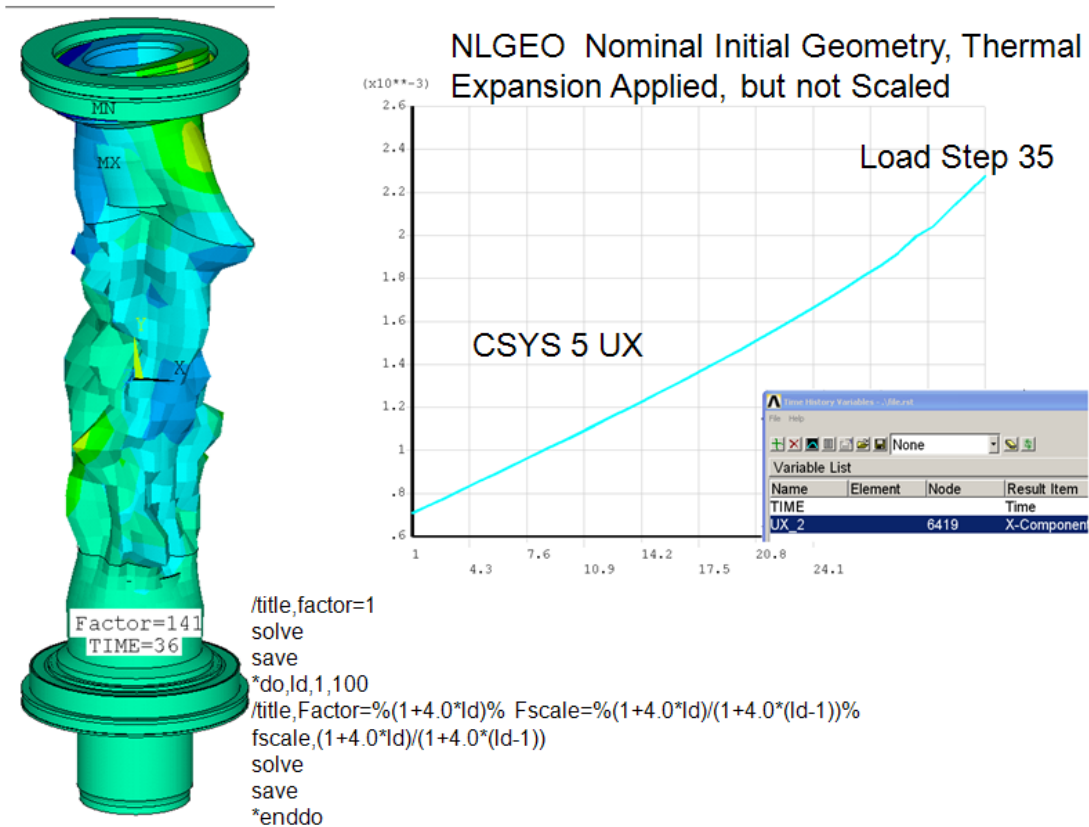 NLGEO Nominal Initial Geometry, Thermal
Expansion Applied, but not Scaled
(x10**-3)
2.6
2.4
2.2
2
1.8
1.6
1.4
1.2
1
.8
.6
1
4.3
7.6
10.9
14.2
17.5
20.8
24.1
Load Step 35
CSYS 5 UX
MN
MX
Y
X
Factor=141
TIME=36
Time History Variables - .\file.rst
File Help
None
Variable List
Name Element Node Result Item
TIME Time
UX_2 6419 X-Component
/title,factor=1
solve
save
*do,ld,1,100
/title,Factor=%(1+4.0*ld)% Fscale=%(1+4.0*ld)/(1+4.0*(ld-1))%
fscale,(1+4.0*ld)/(1+4.0*(ld-1))
solve
save
*enddo